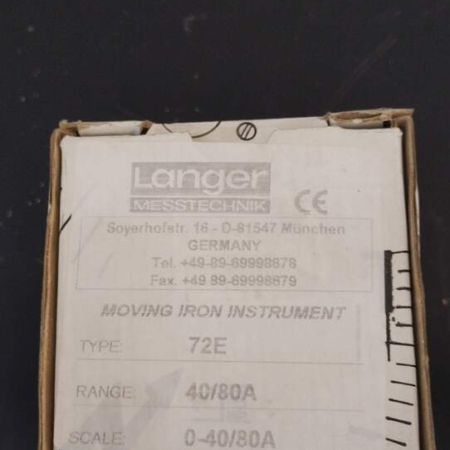 Langer
MESSTECHNIK
CE
Soyerhofstr. 16 - D-81547 München
GERMANY
Tel. +49-89-69998678
Fax. +49 89-69998679
MOVING IRON INSTRUMENT
TYPE: 72E
RANGE: 40/80A
SCALE: 0-40/80A